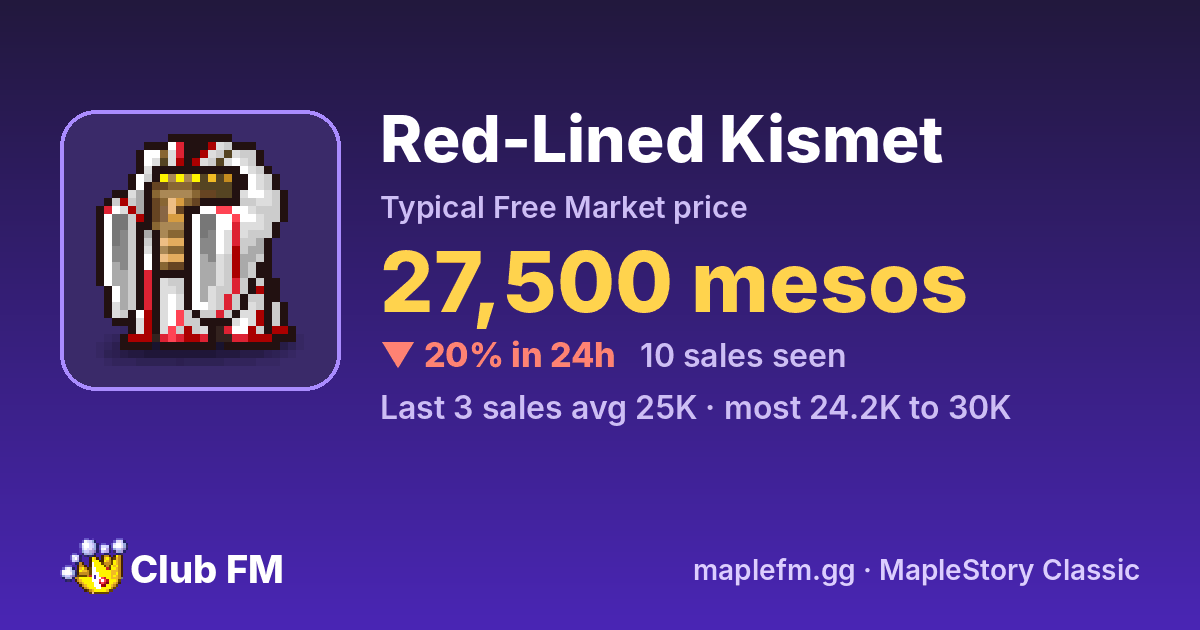 Red-Lined Kismet
Typical Free Market price
27,500 mesos
▼ 20% in 24h 10 sales seen
Last 3 sales avg 25K · most 24.2K to 30K
Club FM
maplefm.gg · MapleStory Classic